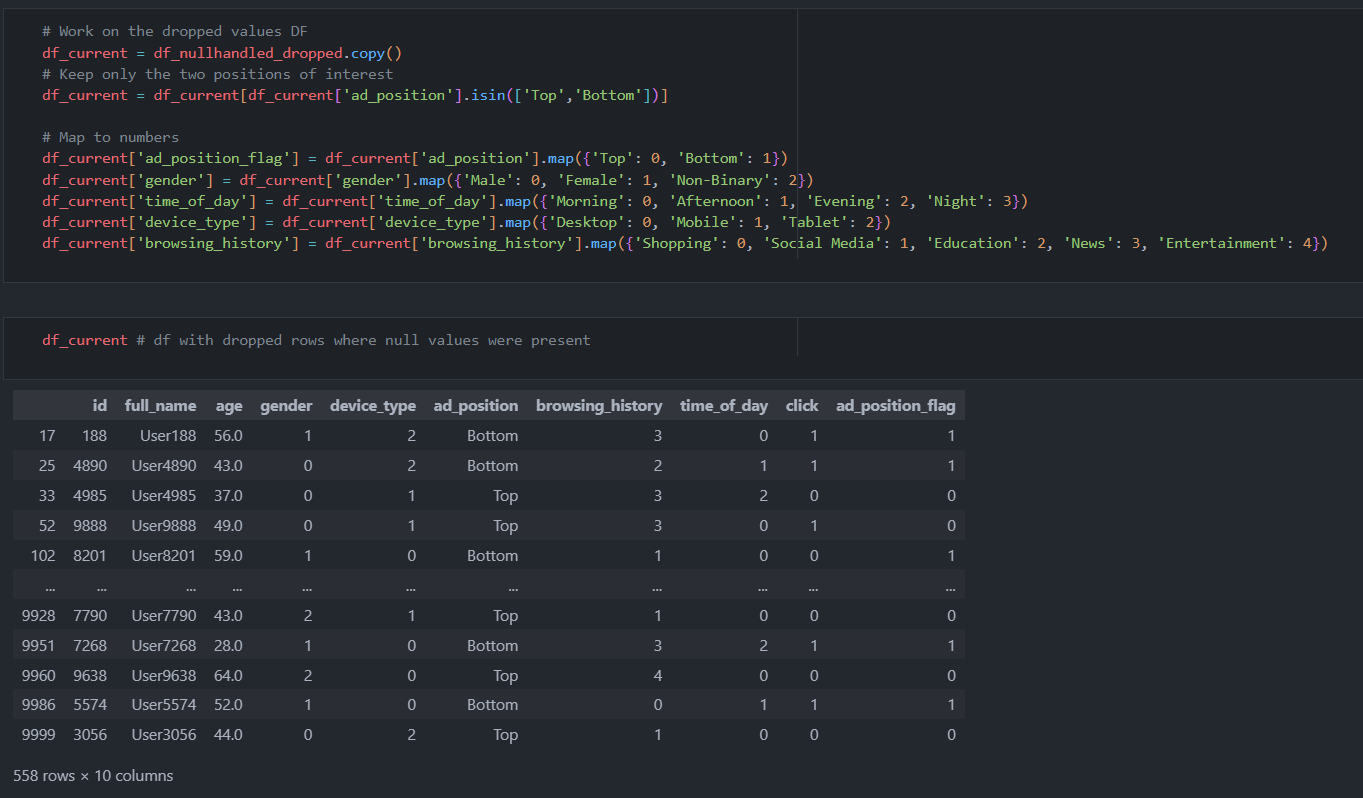 # Work on the dropped values DF
df_current = df_nullhandled_dropped.copy()
# Keep only the two positions of interest
df_current = df_current[df_current['ad_position'].isin(['Top','Bottom'])]
# Map to numbers
df_current['ad_position_flag'] = df_current['ad_position'].map({'Top': 0, 'Bottom': 1})
df_current['gender'] = df_current['gender'].map({'Male': 0, 'Female': 1, 'Non-Binary': 2})
df_current['time_of_day'] = df_current['time_of_day'].map({'Morning': 0, 'Afternoon': 1, 'Evening': 2, 'Night': 3})
df_current['device_type'] = df_current['device_type'].map({'Desktop': 0, 'Mobile': 1, 'Tablet': 2})
df_current['browsing_history'] = df_current['browsing_history'].map({'Shopping': 0, 'Social Media': 1, 'Education': 2, 'News': 3, 'Entertainment': 4})
df_current # df with dropped rows where null values were present
id full_name age gender device_type ad_position browsing_history time_of_day click ad_position_flag
17 188 User188 56.0 1 2 Bottom 3 0 1 1
25 4890 User4890 43.0 0 2 Bottom 2 1 1 1
33 4985 User4985 37.0 0 1 Top 3 2 0 0
52 9888 User9888 49.0 0 1 Top 3 0 1 0
102 8201 User8201 59.0 1 0 Bottom 1 0 0 1
... ... ... ... ... ... ... ... ... ... ...
9928 7790 User7790 43.0 2 1 Top 1 0 0 0
9951 7268 User7268 28.0 1 0 Bottom 3 2 1 1
9960 9638 User9638 64.0 2 0 Top 4 0 0 0
9986 5574 User5574 52.0 1 0 Bottom 0 1 1 1
9999 3056 User3056 44.0 0 2 Top 1 0 0 0
558 rows × 10 columns